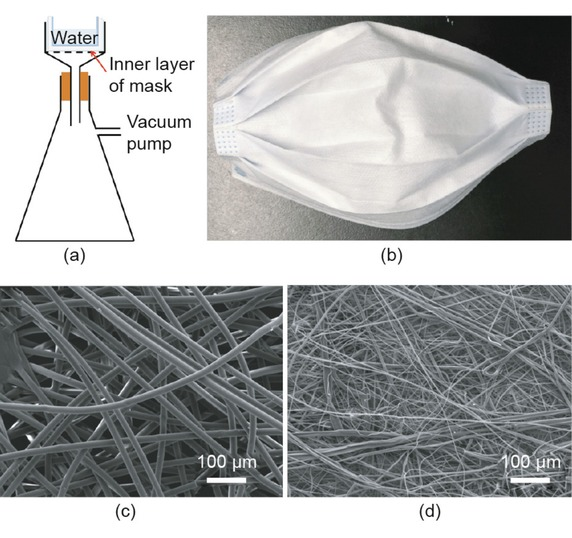 Water
Inner layer
of mask
Vacuum
pump
(a)
(b)
100 μm
100 μm
(c)
(d)